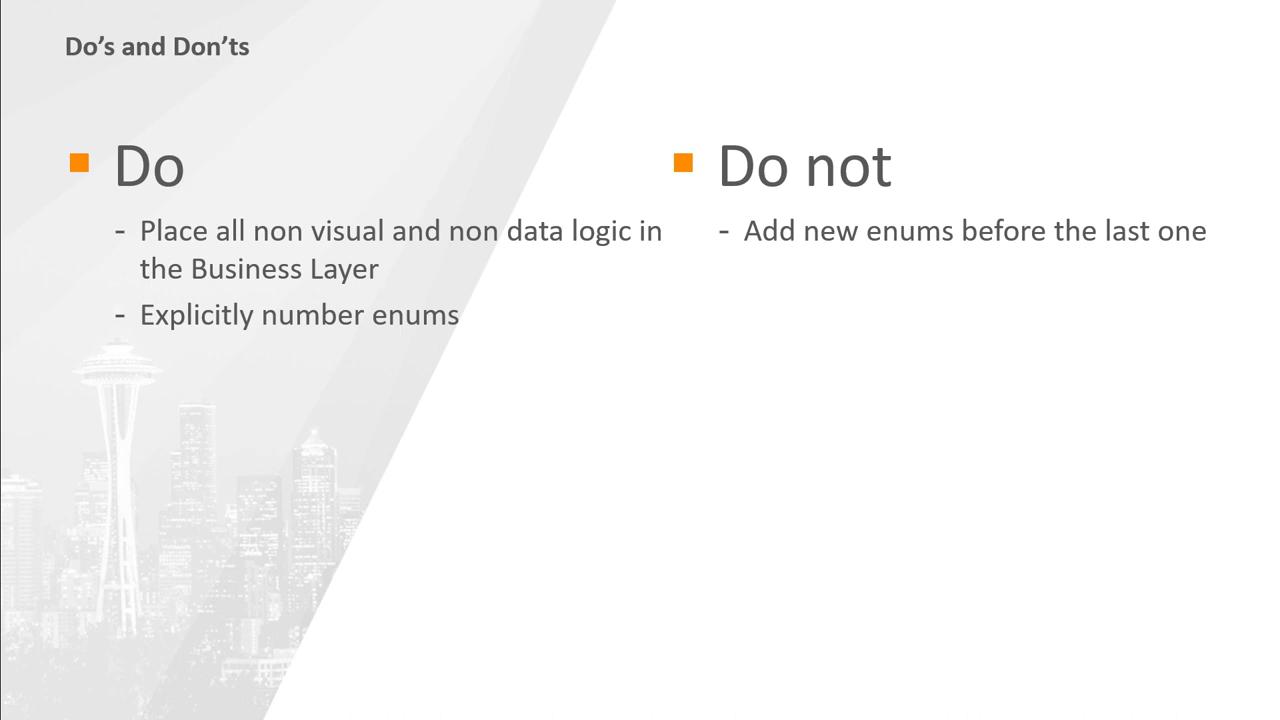 Do’s and Don’ts
Do
- Place all non visual and non data logic in
the Business Layer
- Explicitly number enums
Do not
- Add new enums before the last one